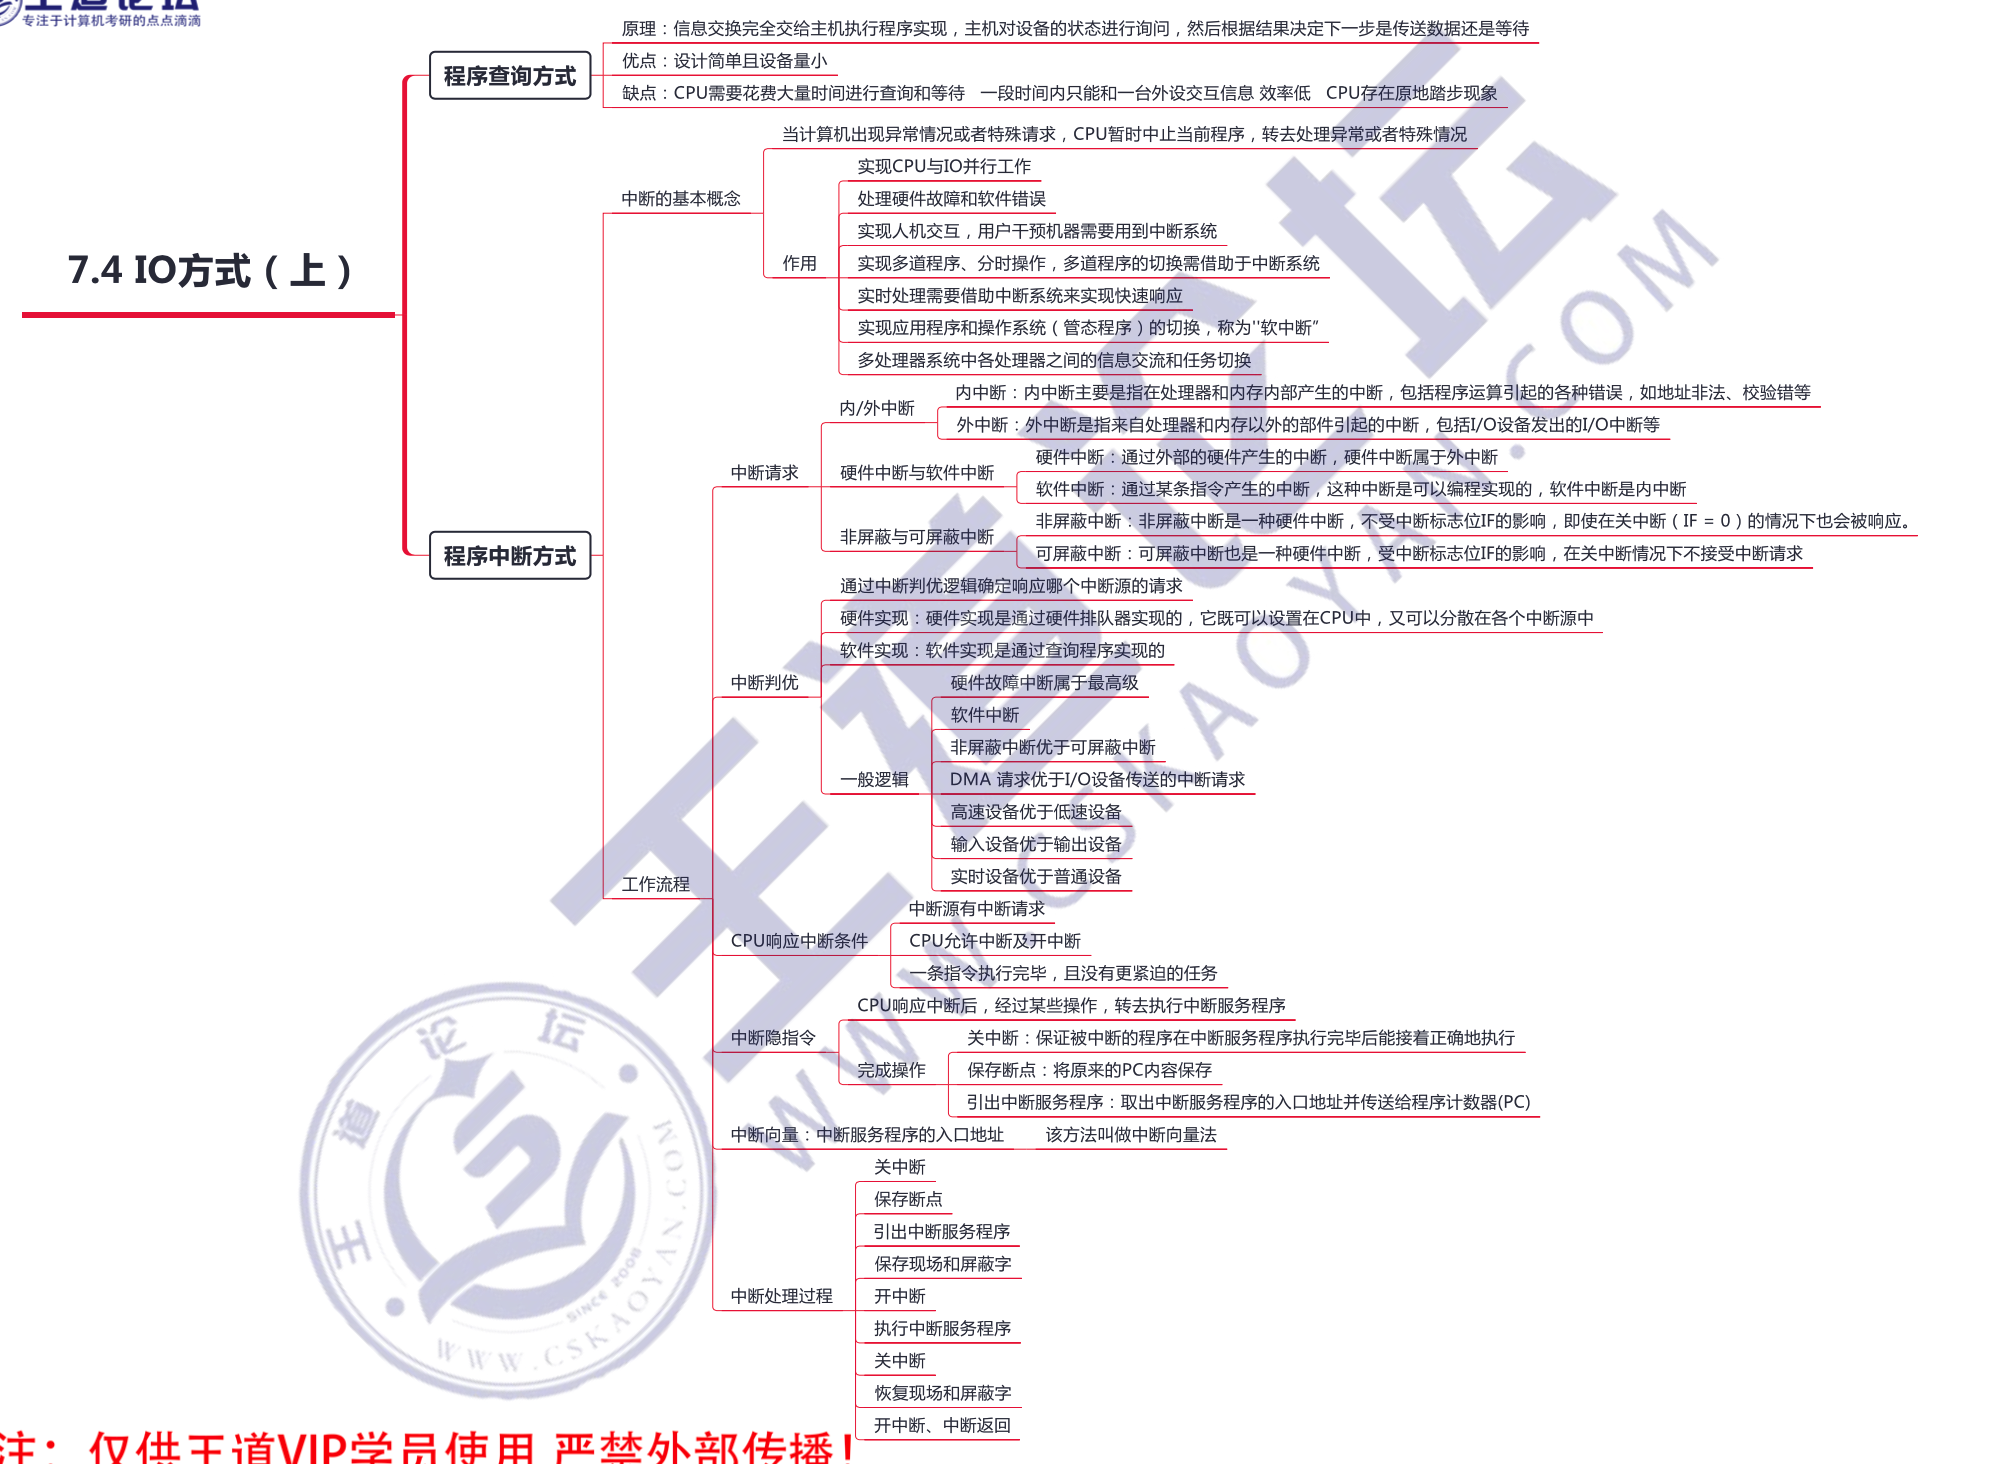 王道论坛
专注于计算机考研的点点滴滴
7.4 IO方式（上）
程序查询方式
原理：信息交换完全交给主机执行程序实现，主机对设备的状态进行询问，然后根据结果决定下一步是传送数据还是等待
优点：设计简单且设备量小
缺点：CPU需要花费大量时间进行查询和等待 一段时间内只能和一台外设交互信息 效率低 CPU存在原地踏步现象
程序中断方式
中断的基本概念
当计算机出现异常情况或者特殊请求，CPU暂时中止当前程序，转去处理异常或者特殊情况
作用
实现CPU与IO并行工作
处理硬件故障和软件错误
实现人机交互，用户干预机器需要用到中断系统
实现多道程序、分时操作，多道程序的切换需借助于中断系统
实时处理需要借助中断系统来实现快速响应
实现应用程序和操作系统（管态程序）的切换，称为"软中断”
多处理器系统中各处理器之间的信息交流和任务切换
工作流程
中断请求
内/外中断
内中断：内中断主要是指在处理器和内存内部产生的中断，包括程序运算引起的各种错误，如地址非法、校验错等
外中断：外中断是指来自处理器和内存以外的部件引起的中断，包括I/O设备发出的I/O中断等
硬件中断与软件中断
硬件中断：通过外部的硬件产生的中断，硬件中断属于外中断
软件中断：通过某条指令产生的中断，这种中断是可以编程实现的，软件中断是内中断
非屏蔽与可屏蔽中断
非屏蔽中断：非屏蔽中断是一种硬件中断，不受中断标志位IF的影响，即使在关中断（IF = 0）的情况下也会被响应。
可屏蔽中断：可屏蔽中断也是一种硬件中断，受中断标志位IF的影响，在关中断情况下不接受中断请求
中断判优
通过中断判优逻辑确定响应哪个中断源的请求
硬件实现：硬件实现是通过硬件排队器实现的，它既可以设置在CPU中，又可以分散在各个中断源中
软件实现：软件实现是通过查询程序实现的
一般逻辑
硬件故障中断属于最高级
软件中断
非屏蔽中断优于可屏蔽中断
DMA 请求优于I/O设备传送的中断请求
高速设备优于低速设备
输入设备优于输出设备
实时设备优于普通设备
CPU响应中断条件
中断源有中断请求
CPU允许中断及开中断
一条指令执行完毕，且没有更紧迫的任务
中断隐指令
CPU响应中断后，经过某些操作，转去执行中断服务程序
完成操作
关中断：保证被中断的程序在中断服务程序执行完毕后能接着正确地执行
保存断点：将原来的PC内容保存
引出中断服务程序：取出中断服务程序的入口地址并传送给程序计数器(PC)
中断向量：中断服务程序的入口地址
该方法叫做中断向量法
中断处理过程
关中断
保存断点
引出中断服务程序
保存现场和屏蔽字
开中断
执行中断服务程序
关中断
恢复现场和屏蔽字
开中断、中断返回
王道论坛
WWW.CSKAOYAN.COM
王道论坛
SINCE 2008
WWW.CSKAOYAN.COM
注：仅供王道VIP学员使用 严禁外部传播！